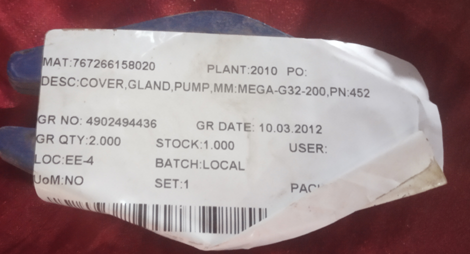 MAT:767266158020 PLANT:2010 PO:
DESC:COVER,GLAND,PUMP,MM:MEGA-G32-200,PN:452
GR NO: 4902494436 GR DATE: 10.03.2012
GR QTY:2.000 STOCK:1.000 USER:
LOC:EE-4 BATCH:LOCAL
UoM:NO SET:1